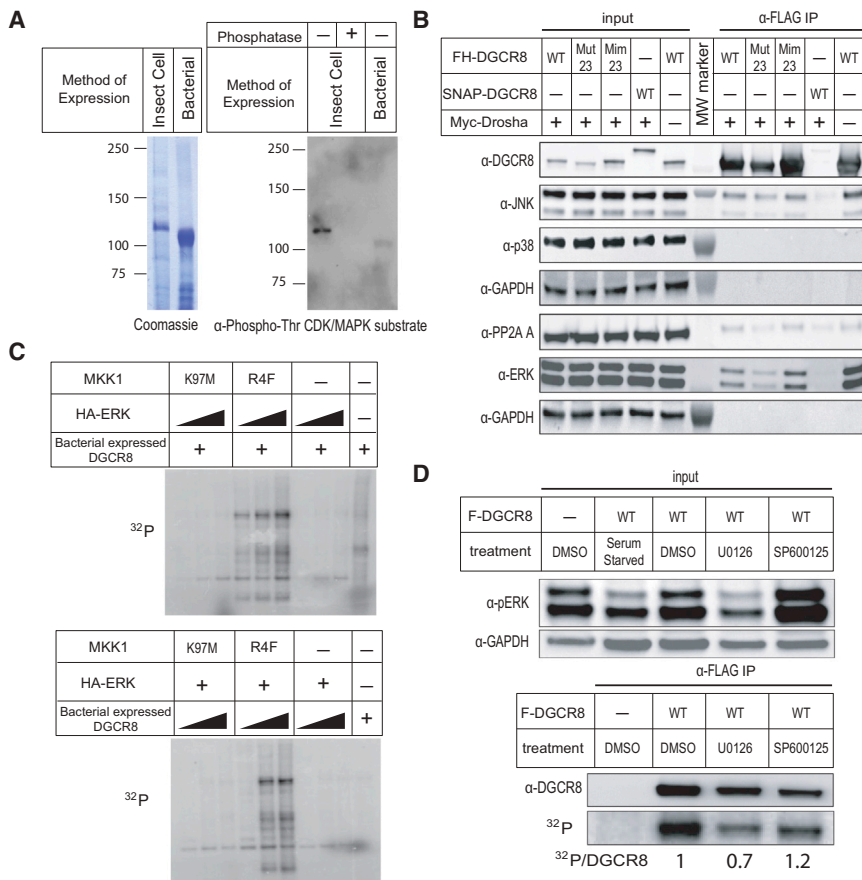 A
Phosphatase — + —
Method of Expression Insect Cell Bacterial
Method of Expression Insect Cell Bacterial
250
150
100
75
250
150
100
75
Coomassie
α-Phospho-Thr CDK/MAPK substrate
B
input α-FLAG IP
FH-DGCR8 WT Mut 23 Mim 23 — WT MW marker WT Mut 23 Mim 23 — WT
SNAP-DGCR8 — — — WT — — — — WT —
Myc-Drosha + + + + — + + + + —
α-DGCR8
α-JNK
α-p38
α-GAPDH
α-PP2A A
α-ERK
α-GAPDH
C
MKK1 K97M R4F — —
HA-ERK —
Bacterial expressed DGCR8 + + + +
32P
MKK1 K97M R4F — —
HA-ERK + + + —
Bacterial expressed DGCR8 +
32P
D
input
F-DGCR8 — WT WT WT WT
treatment DMSO Serum Starved DMSO U0126 SP600125
α-pERK
α-GAPDH
α-FLAG IP
F-DGCR8 — WT WT WT
treatment DMSO DMSO U0126 SP600125
α-DGCR8
32P
32P/DGCR8 1 0.7 1.2